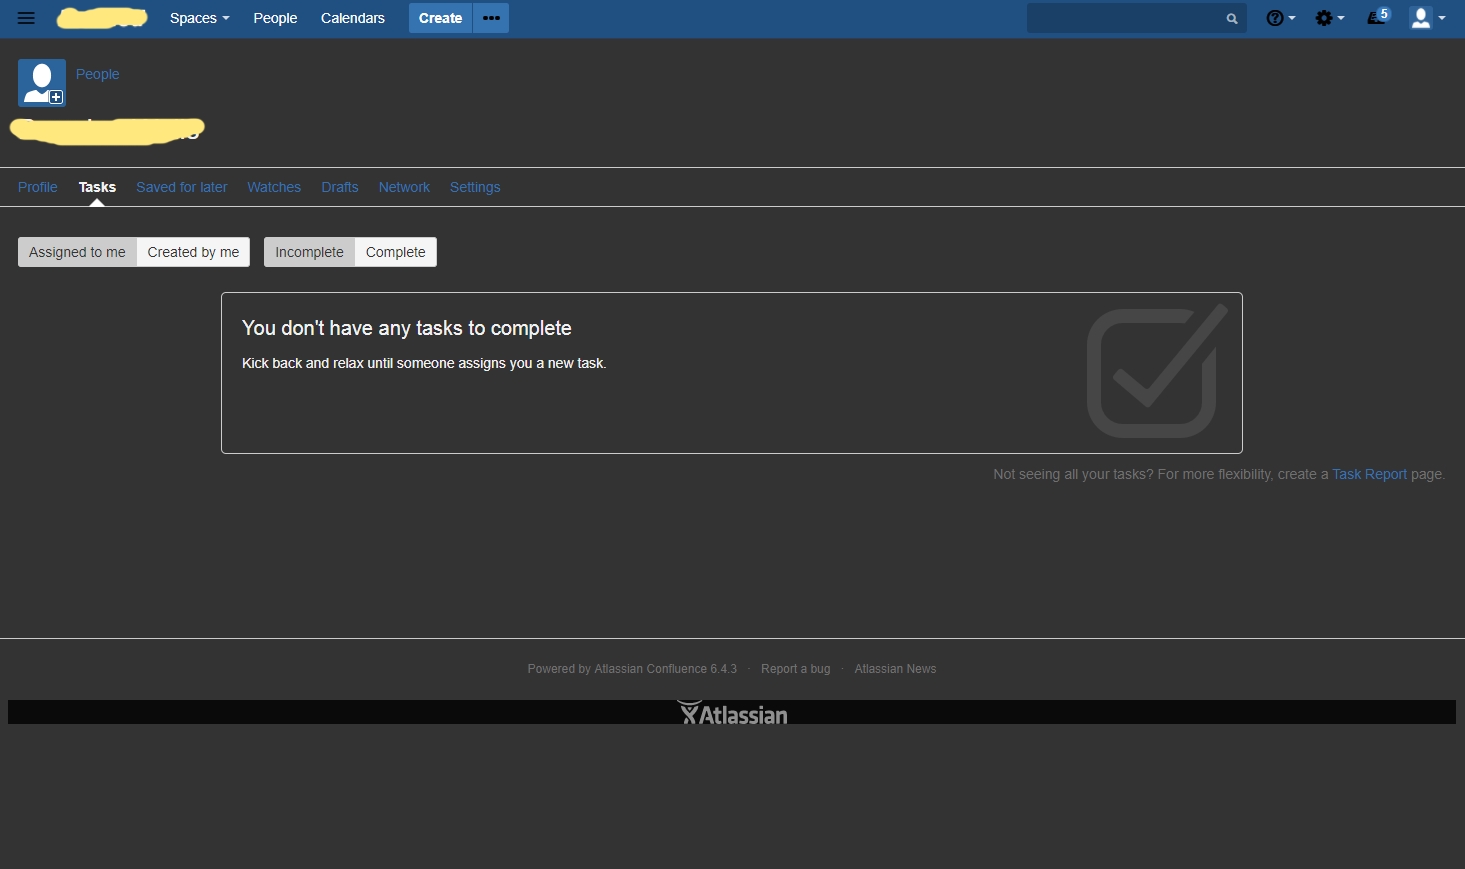 Spaces People Calendars Create ••• 5
People
Profile Tasks Saved for later Watches Drafts Network Settings
Assigned to me Created by me Incomplete Complete
You don't have any tasks to complete
Kick back and relax until someone assigns you a new task.
Not seeing all your tasks? For more flexibility, create a Task Report page.
Powered by Atlassian Confluence 6.4.3 · Report a bug · Atlassian News
Atlassian